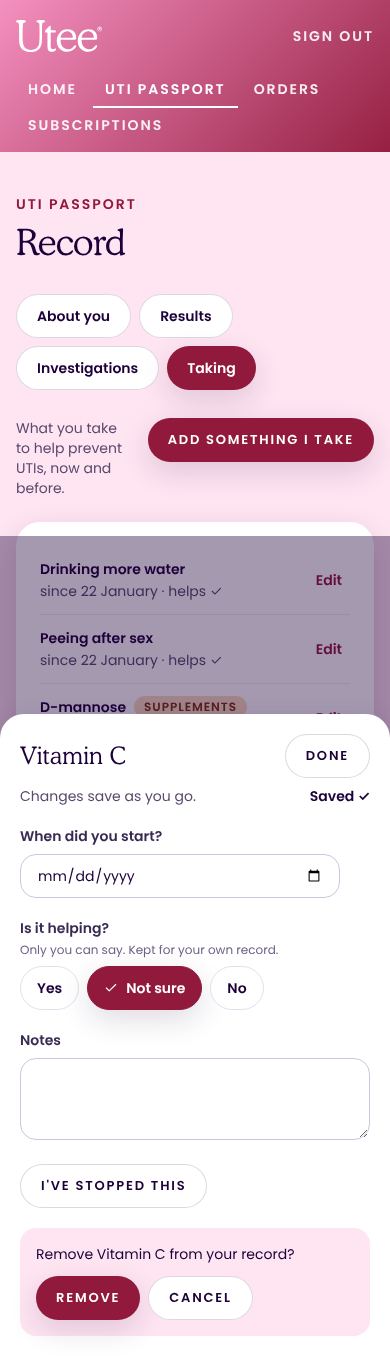 Utee®
SIGN OUT
HOME UTI PASSPORT ORDERS
SUBSCRIPTIONS
UTI PASSPORT
Record
About you Results
Investigations Taking
What you take
to help prevent
UTIs, now and
before.
ADD SOMETHING I TAKE
Drinking more water
since 22 January · helps ✓
Edit
Peeing after sex
since 22 January · helps ✓
Edit
D-mannose SUPPLEMENTS
Vitamin C
DONE
Changes save as you go.
Saved ✓
When did you start?
mm/dd/yyyy
Is it helping?
Only you can say. Kept for your own record.
Yes ✓ Not sure No
Notes
I'VE STOPPED THIS
Remove Vitamin C from your record?
REMOVE CANCEL